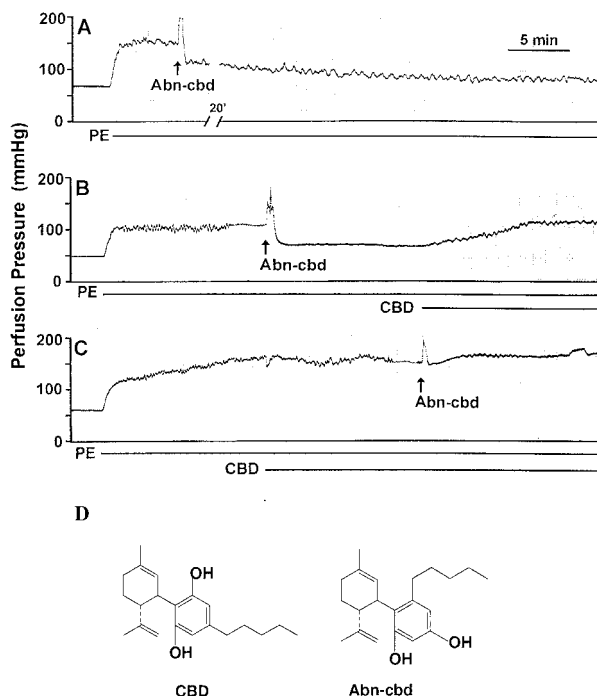 A
200
100
0
5 min
Abn-cbd
20'
PE
Perfusion Pressure (mmHg)
B
200
100
0
Abn-cbd
PE
CBD
C
200
100
0
Abn-cbd
PE
CBD
D
OH
OH
CBD
OH
OH
Abn-cbd